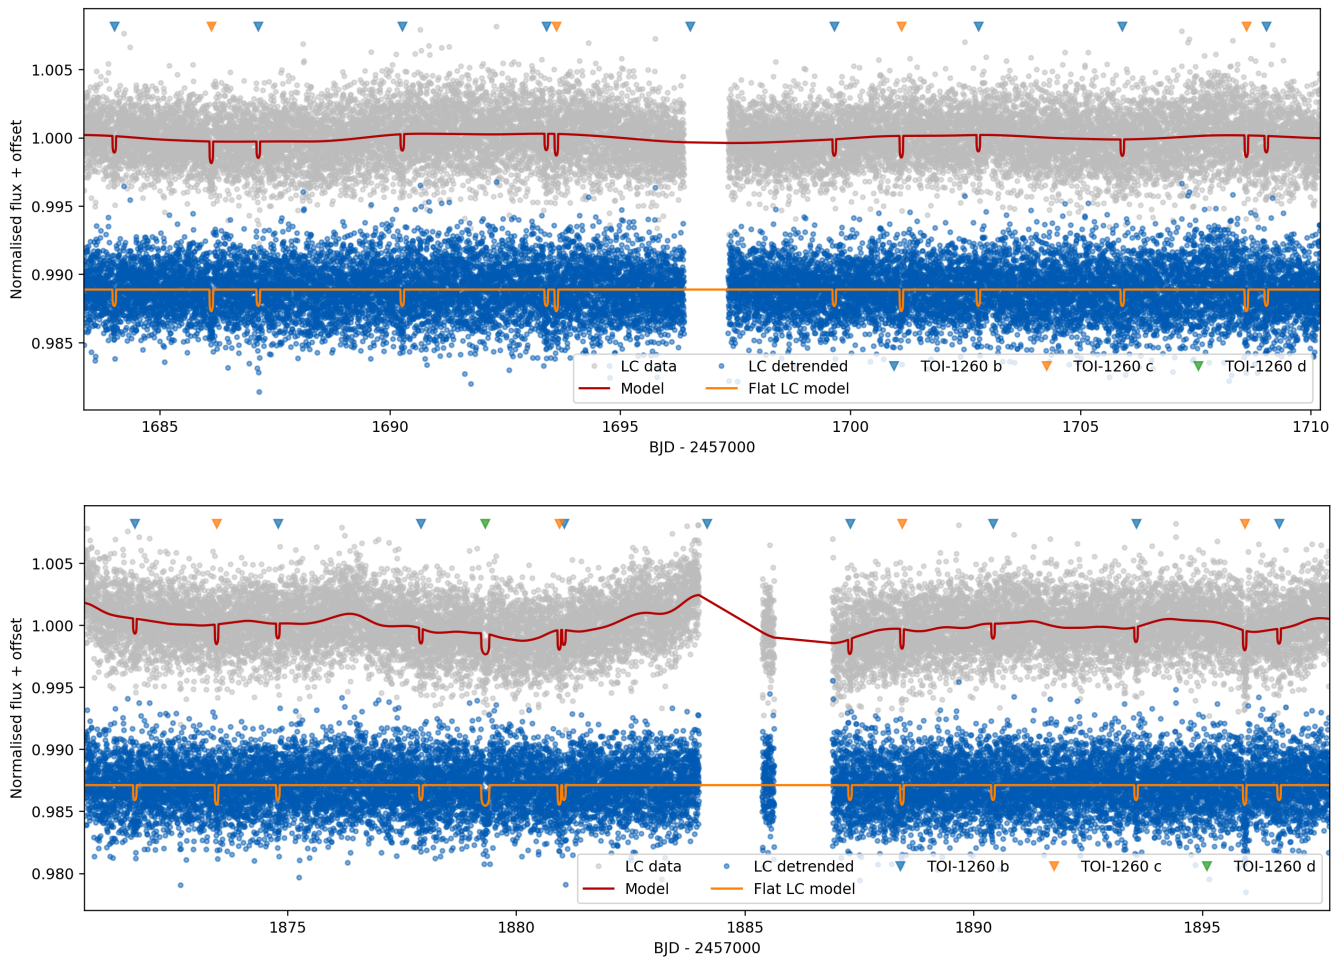 Normalised flux + offset
1.005
1.000
0.995
0.990
0.985
LC data LC detrended TOI-1260 b TOI-1260 c TOI-1260 d
Model Flat LC model
1685 1690 1695 1700 1705 1710
BJD - 2457000
Normalised flux + offset
1.005
1.000
0.995
0.990
0.985
0.980
LC data LC detrended TOI-1260 b TOI-1260 c TOI-1260 d
Model Flat LC model
1875 1880 1885 1890 1895
BJD - 2457000